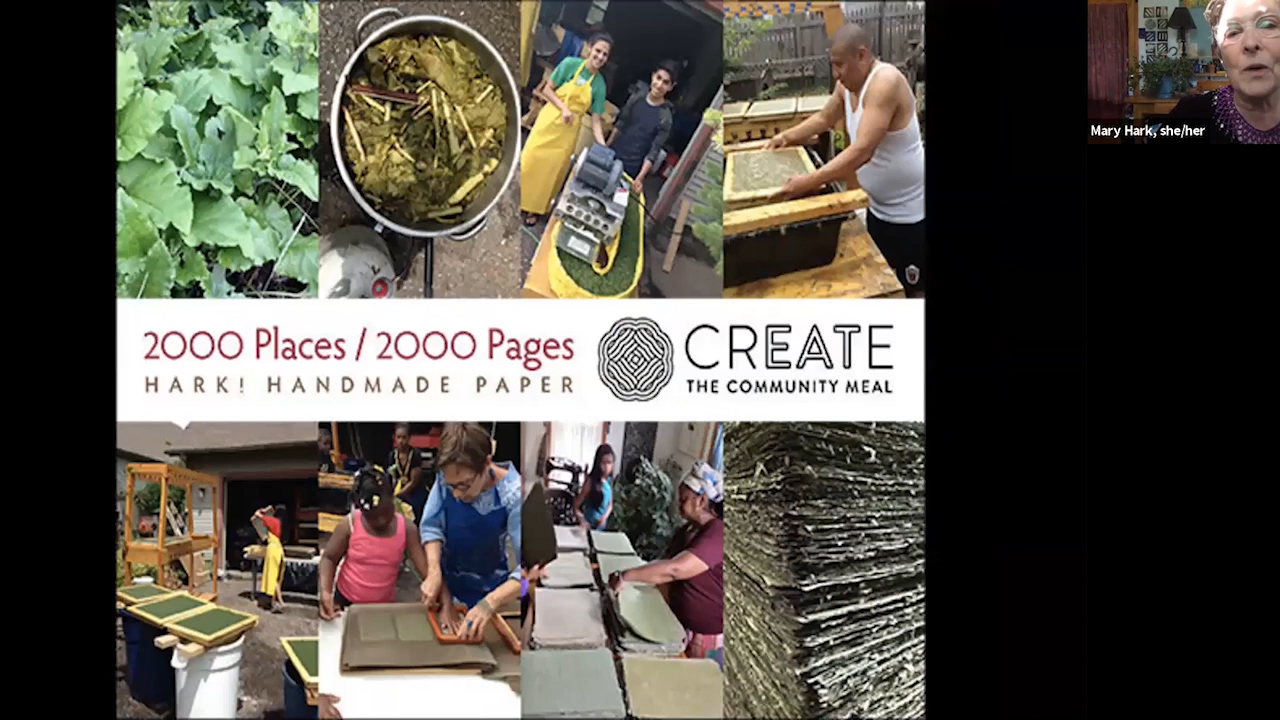 Mary Hark, she/her
2000 Places / 2000 Pages
HARK! HANDMADE PAPER
CREATE
THE COMMUNITY MEAL